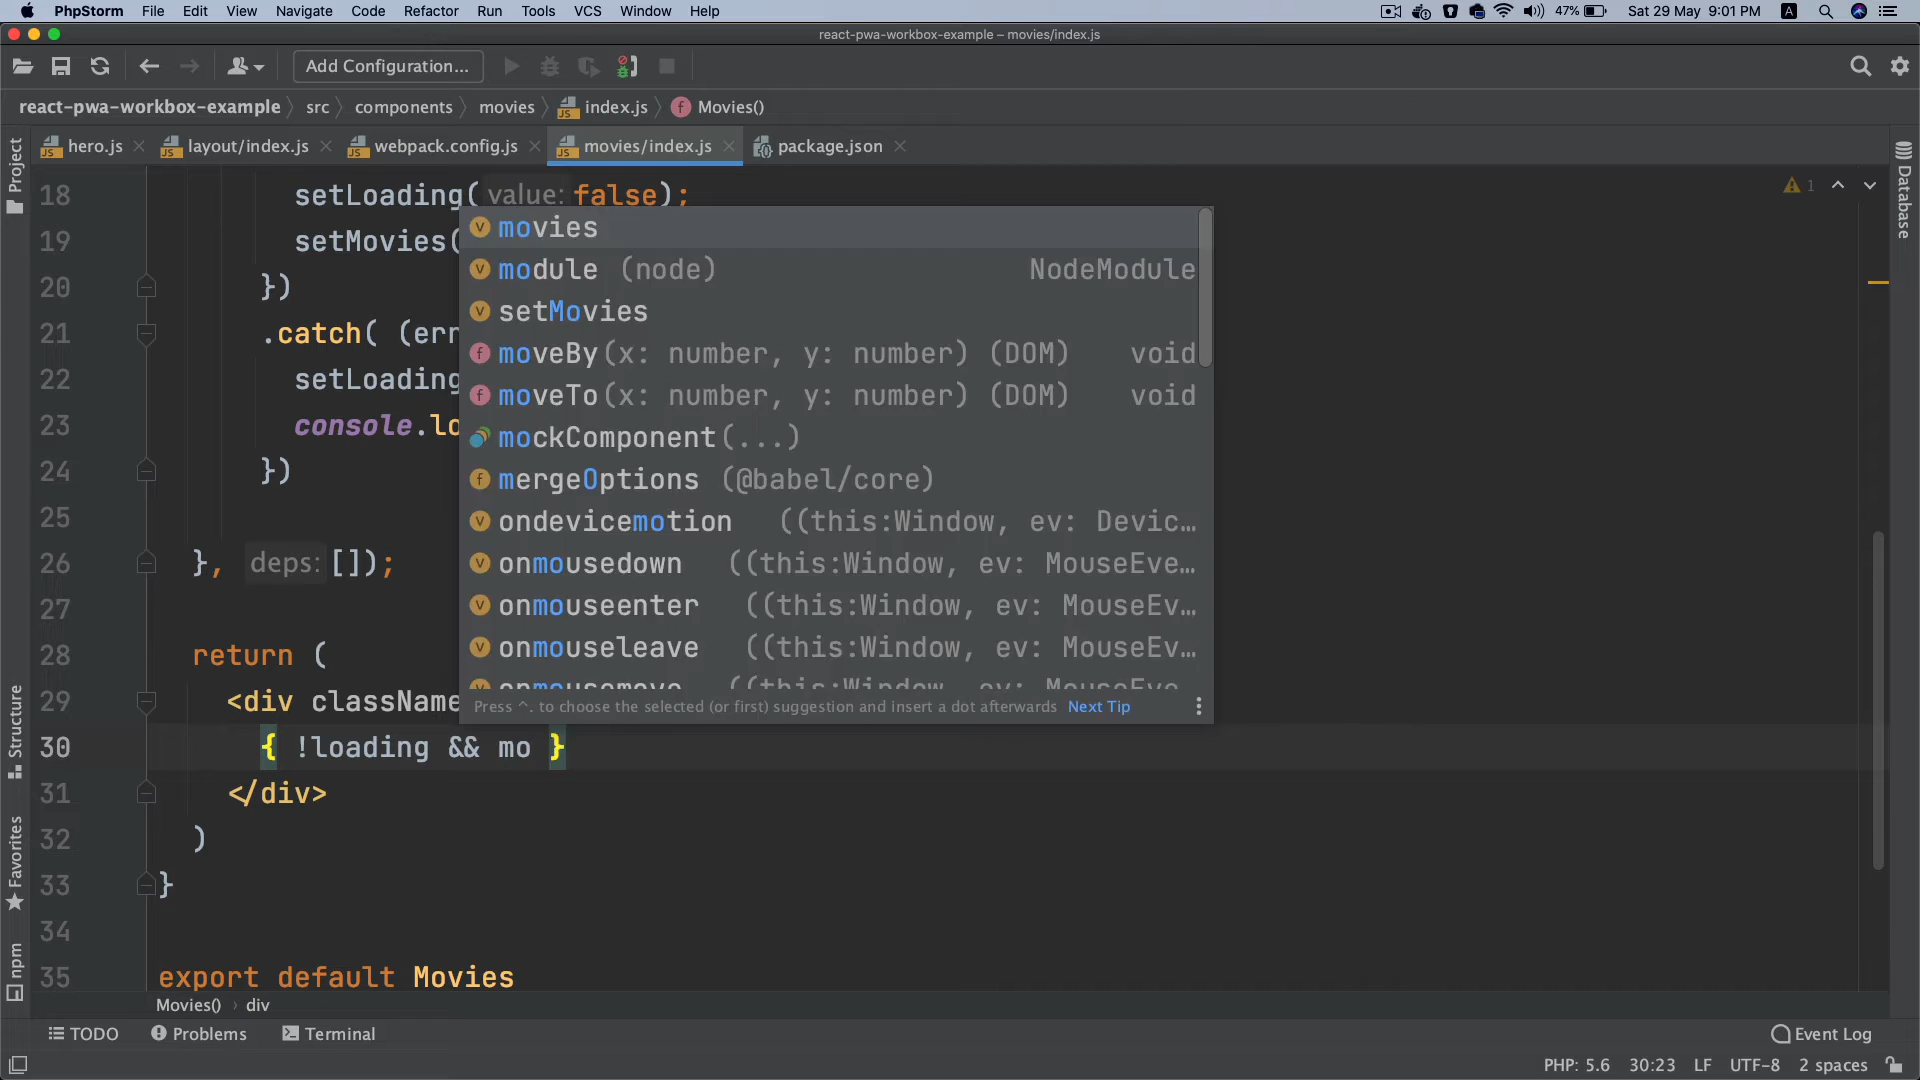 PhpStorm File Edit View Navigate Code Refactor Run Tools VCS Window Help 47% Sat 29 May 9:01 PM A
react-pwa-workbox-example – movies/index.js
Add Configuration...
react-pwa-workbox-example src components movies index.js f Movies()
hero.js layout/index.js webpack.config.js movies/index.js package.json
Project
Structure
Favorites
npm
Database
1
18 setLoading( value: false);
19 setMovies(
20 })
21 .catch( (err
22 setLoading
23 console.lo
24 })
25
26 }, deps: []);
27
28 return (
29 <div className
30 { !loading && mo }
31 </div>
32 )
33 }
34
35 export default Movies
movies
module (node) NodeModule
setMovies
moveBy(x: number, y: number) (DOM) void
moveTo(x: number, y: number) (DOM) void
mockComponent(...)
mergeOptions (@babel/core)
ondevicemotion ((this:Window, ev: Devic…
onmousedown ((this:Window, ev: MouseEve…
onmouseenter ((this:Window, ev: MouseEv…
onmouseleave ((this:Window, ev: MouseEv…
onmousemove ((this:Window, ev: MouseEve…
Press ^. to choose the selected (or first) suggestion and insert a dot afterwards Next Tip
Movies() › div
TODO Problems Terminal Event Log
PHP: 5.6 30:23 LF UTF-8 2 spaces